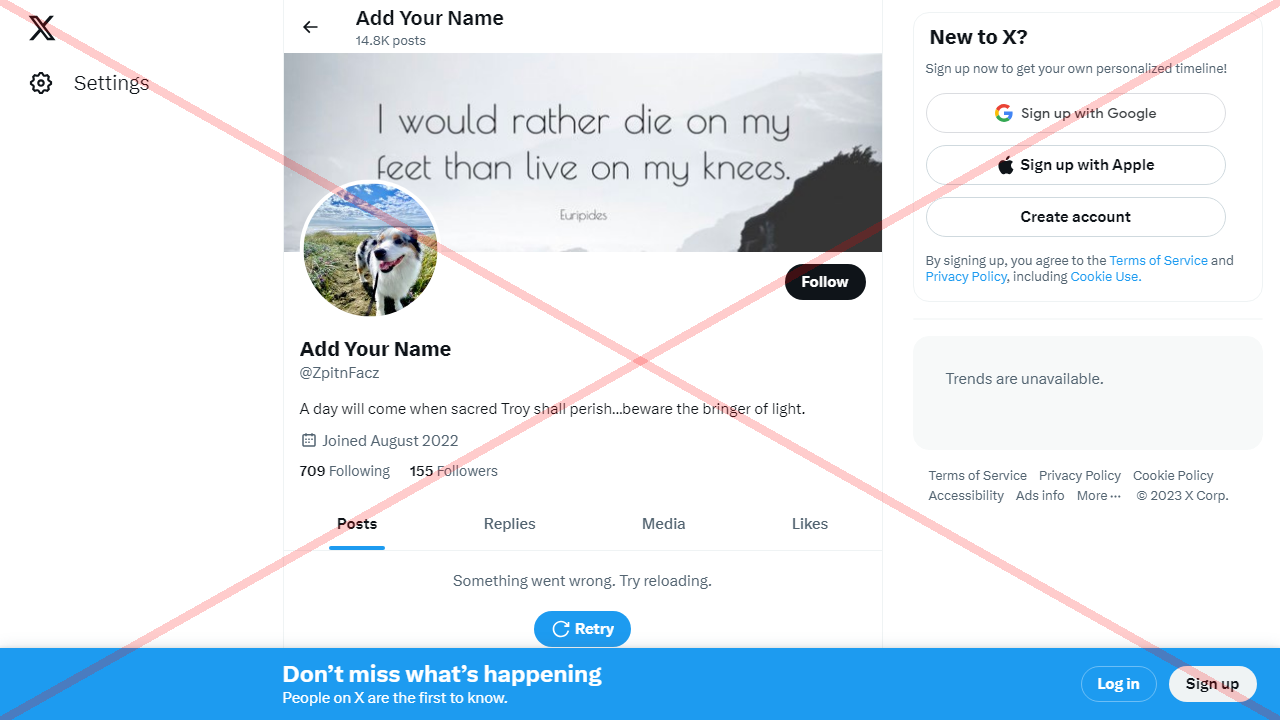 Settings
Add Your Name
14.8K posts
I would rather die on my
feet than live on my knees.
Euripides
Follow
Add Your Name
@ZpitnFacz
A day will come when sacred Troy shall perish...beware the bringer of light.
Joined August 2022
709 Following 155 Followers
Posts Replies Media Likes
Something went wrong. Try reloading.
Retry
New to X?
Sign up now to get your own personalized timeline!
Sign up with Google
Sign up with Apple
Create account
By signing up, you agree to the Terms of Service and
Privacy Policy, including Cookie Use.
Trends are unavailable.
Terms of Service Privacy Policy Cookie Policy
Accessibility Ads info More ··· © 2023 X Corp.
Don’t miss what’s happening
People on X are the first to know.
Log in Sign up